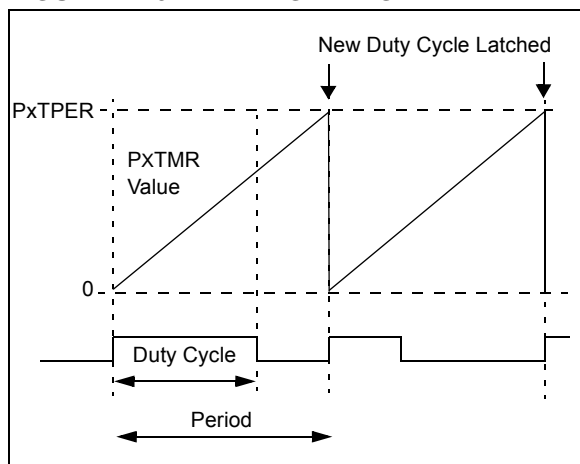 New Duty Cycle Latched
PxTPER
PxTMR
Value
0
Duty Cycle
Period